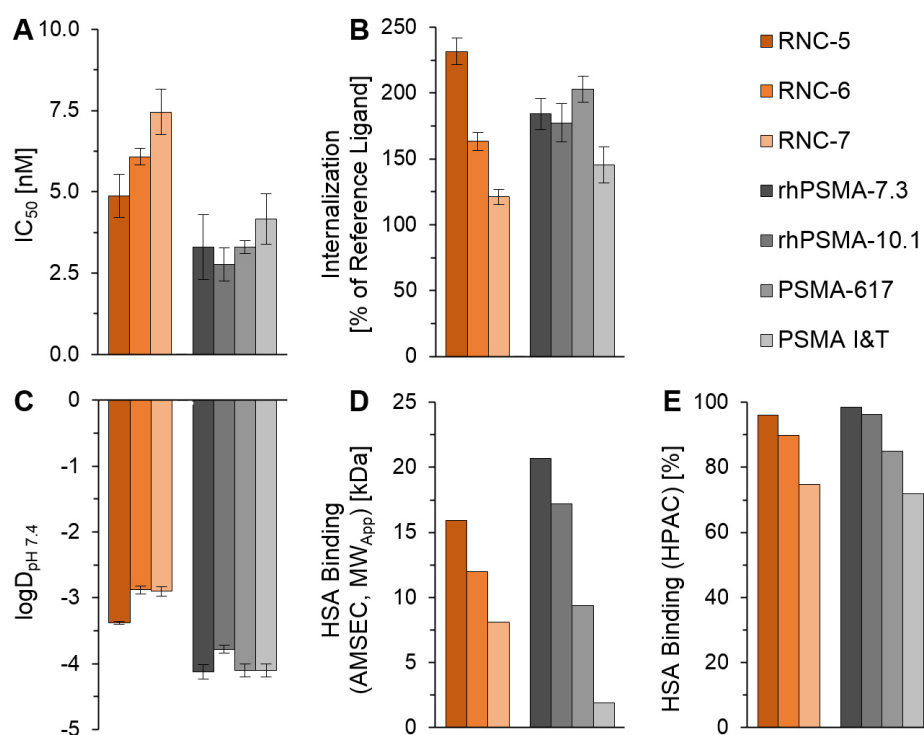 A
IC50 [nM]
10.0
7.5
5.0
2.5
0.0
B
Internalization
[% of Reference Ligand]
250
200
150
100
50
0
RNC-5
RNC-6
RNC-7
rhPSMA-7.3
rhPSMA-10.1
PSMA-617
PSMA I&T
C
logDpH 7.4
0
-1
-2
-3
-4
-5
D
HSA Binding
(AMSEC, MWApp) [kDa]
25
20
15
10
5
0
E
HSA Binding (HPAC) [%]
100
80
60
40
20
0